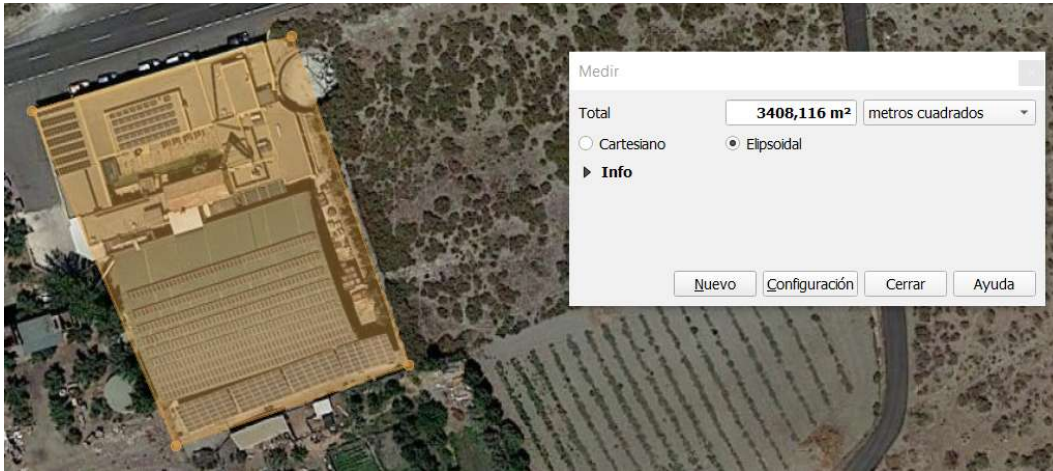 Medir
Total 3408,116 m² metros cuadrados
Cartesiano Elipsoidal
Info
Nuevo Configuración Cerrar Ayuda